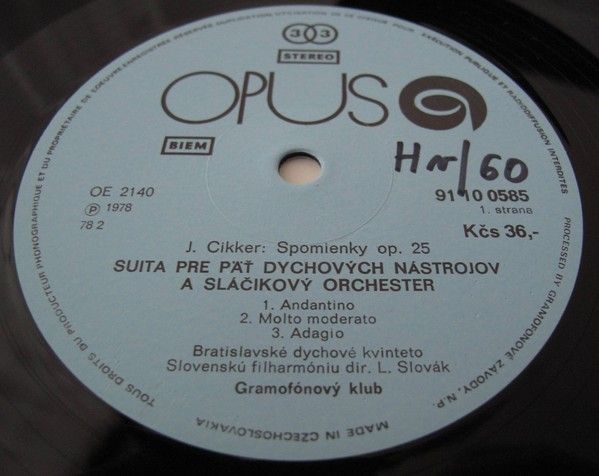 TOUS DROITS DU PRODUCTEUR PHONOGRAPHIQUE ET DU PROPRIÉTAIRE DE L'OEUVRE ENREGISTRÉE RÉSERVÉS
EXÉCUTION PUBLIQUE ET RADIODIFFUSION INTERDITES
PROCESSED BY GRAMOFONOVÉ ZÁVODY, N.P.
33
STEREO
OPUS
BIEM
Hn/60
OE 2140
℗ 1978
78 2
91 10 0585
1. strana
Kčs 36,-
J. Cikker: Spomienky op. 25
SUITA PRE PÄŤ DYCHOVÝCH NÁSTROJOV
A SLÁČIKOVÝ ORCHESTER
1. Andantino
2. Molto moderato
3. Adagio
Bratislavské dychové kvinteto
Slovenskú filharmóniu dir. L. Slovák
Gramofónový klub
MADE IN CZECHOSLOVAKIA